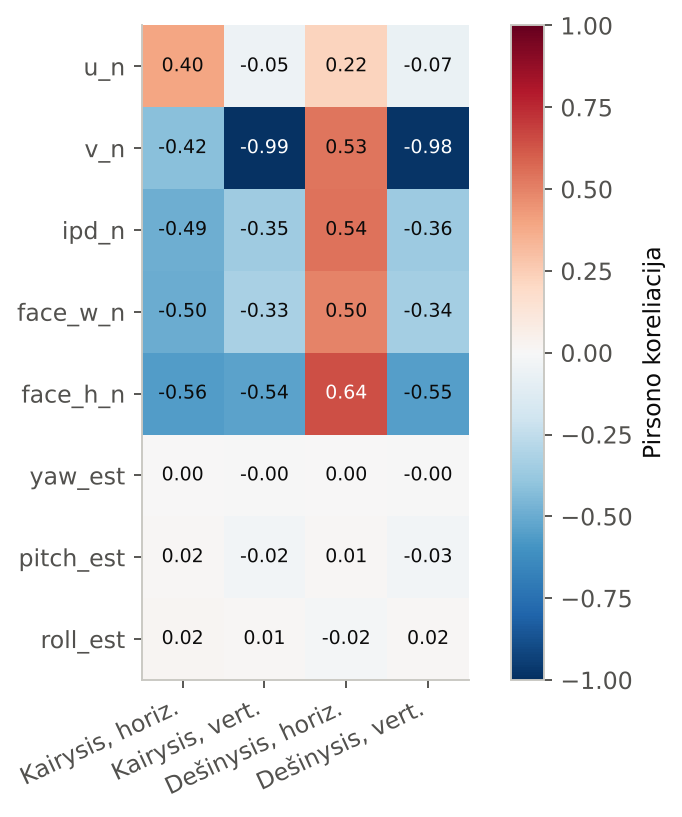 u_n 0.40 -0.05 0.22 -0.07
v_n -0.42 -0.99 0.53 -0.98
ipd_n -0.49 -0.35 0.54 -0.36
face_w_n -0.50 -0.33 0.50 -0.34
face_h_n -0.56 -0.54 0.64 -0.55
yaw_est 0.00 -0.00 0.00 -0.00
pitch_est 0.02 -0.02 0.01 -0.03
roll_est 0.02 0.01 -0.02 0.02
Kairysis, horiz.
Kairysis, vert.
Dešinysis, horiz.
Dešinysis, vert.
1.00
0.75
0.50
0.25
0.00
−0.25
−0.50
−0.75
−1.00
Pirsono koreliacija